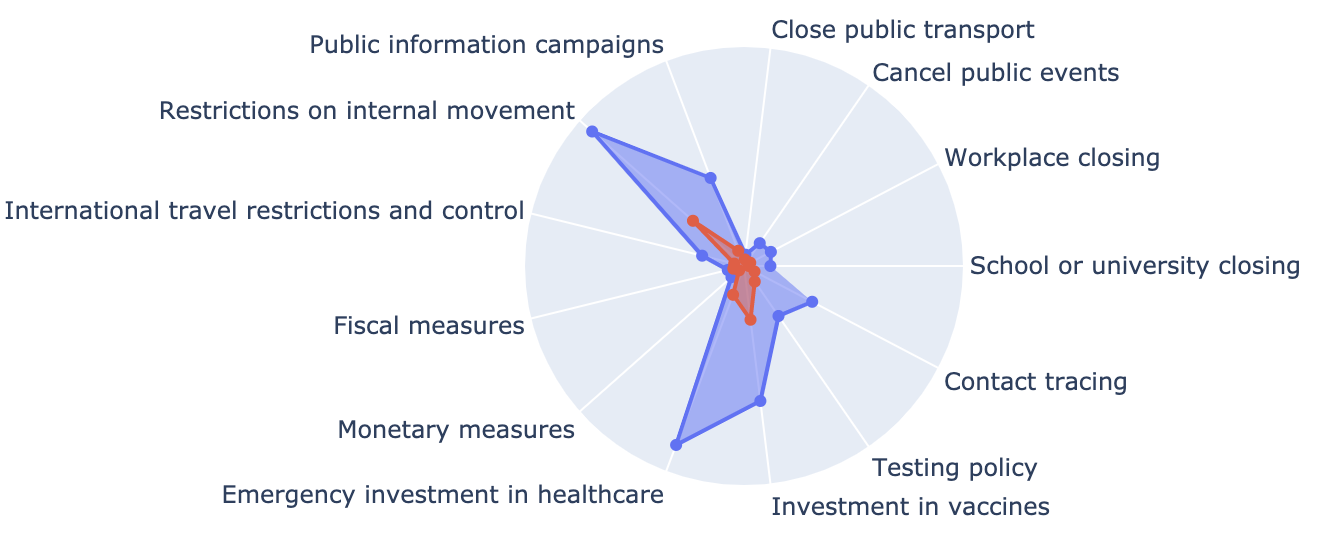 Close public transport
Public information campaigns
Cancel public events
Restrictions on internal movement
Workplace closing
International travel restrictions and control
School or university closing
Fiscal measures
Contact tracing
Monetary measures
Testing policy
Emergency investment in healthcare
Investment in vaccines